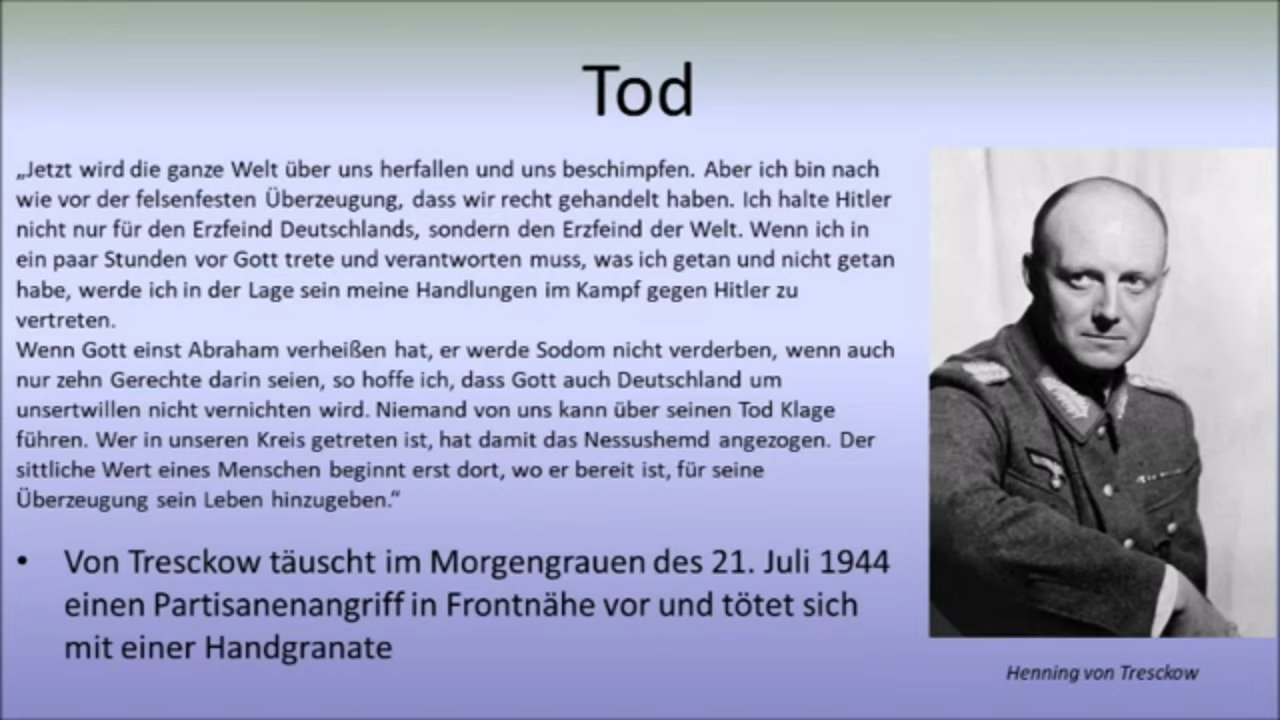 Tod
„Jetzt wird die ganze Welt über uns herfallen und uns beschimpfen. Aber ich bin nach
wie vor der felsenfesten Überzeugung, dass wir recht gehandelt haben. Ich halte Hitler
nicht nur für den Erzfeind Deutschlands, sondern den Erzfeind der Welt. Wenn ich in
ein paar Stunden vor Gott trete und verantworten muss, was ich getan und nicht getan
habe, werde ich in der Lage sein meine Handlungen im Kampf gegen Hitler zu
vertreten.
Wenn Gott einst Abraham verheißen hat, er werde Sodom nicht verderben, wenn auch
nur zehn Gerechte darin seien, so hoffe ich, dass Gott auch Deutschland um
unsertwillen nicht vernichten wird. Niemand von uns kann über seinen Tod Klage
führen. Wer in unseren Kreis getreten ist, hat damit das Nessushemd angezogen. Der
sittliche Wert eines Menschen beginnt erst dort, wo er bereit ist, für seine
Überzeugung sein Leben hinzugeben.“
• Von Tresckow täuscht im Morgengrauen des 21. Juli 1944
einen Partisanenangriff in Frontnähe vor und tötet sich
mit einer Handgranate
Henning von Tresckow